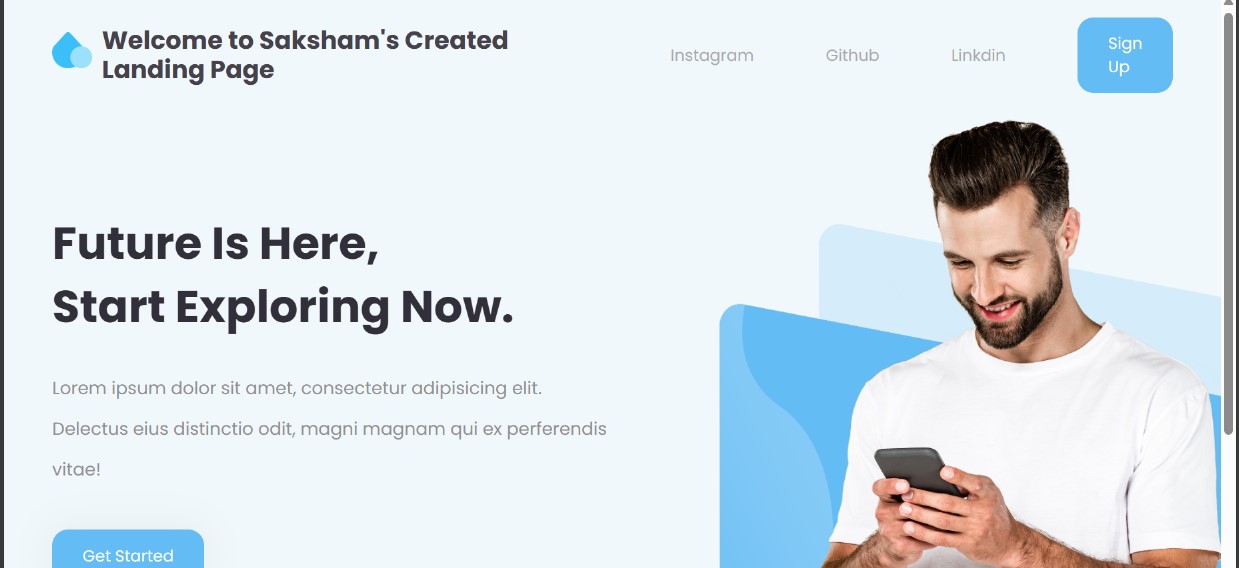 Welcome to Saksham's Created
Landing Page
Instagram
Github
Linkdin
Sign
Up
Future Is Here,
Start Exploring Now.
Lorem ipsum dolor sit amet, consectetur adipisicing elit.
Delectus eius distinctio odit, magni magnam qui ex perferendis
vitae!
Get Started